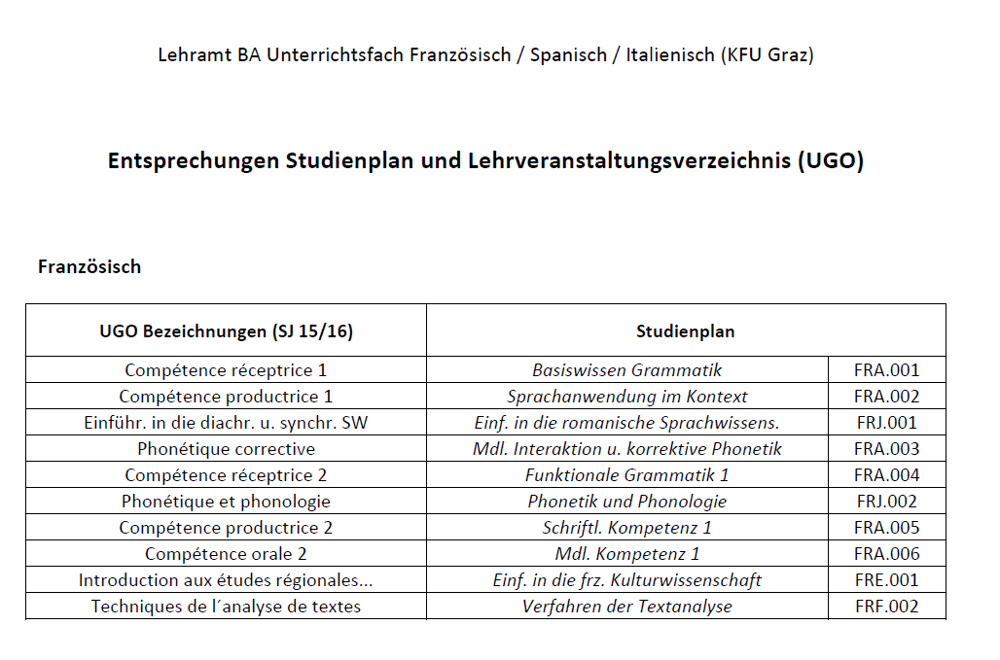 Lehramt BA Unterrichtsfach Französisch / Spanisch / Italienisch (KFU Graz)
Entsprechungen Studienplan und Lehrveranstaltungsverzeichnis (UGO)
Französisch
UGO Bezeichnungen (SJ 15/16) Studienplan
Compétence réceptrice 1 Basiswissen Grammatik FRA.001
Compétence productrice 1 Sprachanwendung im Kontext FRA.002
Einführ. in die diachr. u. synchr. SW Einf. in die romanische Sprachwissens. FRJ.001
Phonétique corrective Mdl. Interaktion u. korrektive Phonetik FRA.003
Compétence réceptrice 2 Funktionale Grammatik 1 FRA.004
Phonétique et phonologie Phonetik und Phonologie FRJ.002
Compétence productrice 2 Schriftl. Kompetenz 1 FRA.005
Compétence orale 2 Mdl. Kompetenz 1 FRA.006
Introduction aux études régionales... Einf. in die frz. Kulturwissenschaft FRE.001
Techniques de l´analyse de textes Verfahren der Textanalyse FRF.002